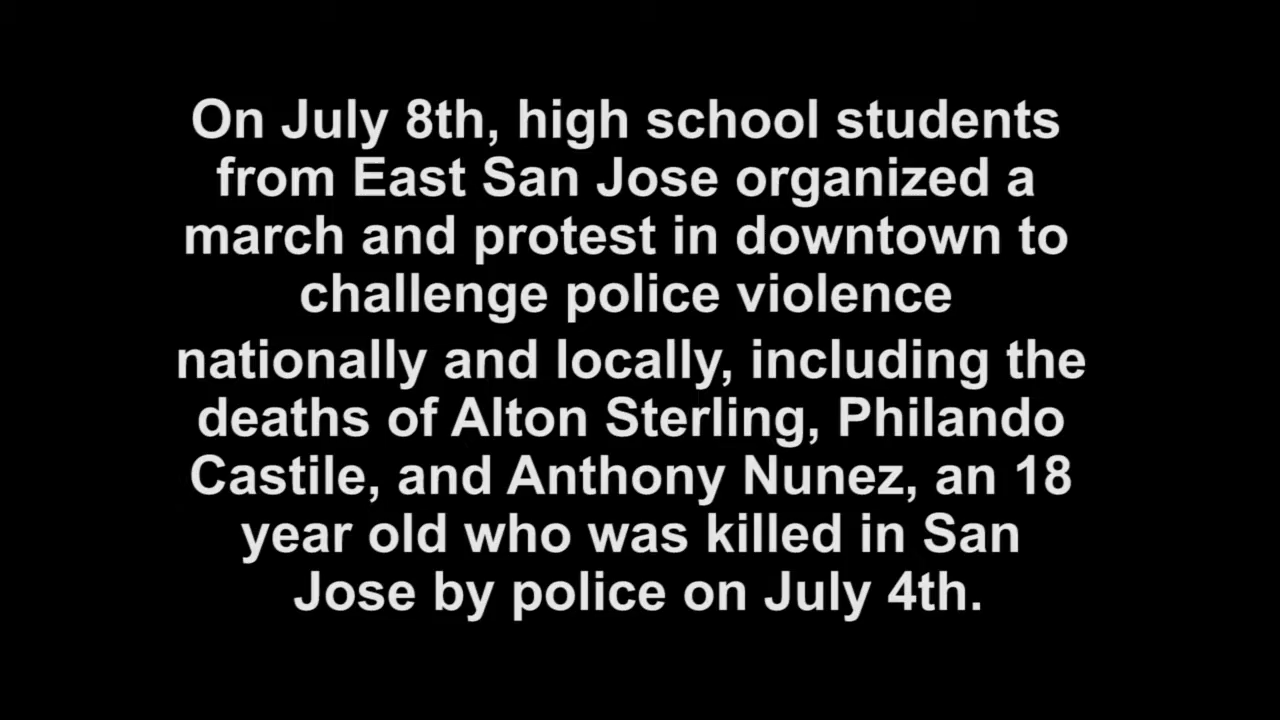 On July 8th, high school students
from East San Jose organized a
march and protest in downtown to
challenge police violence
nationally and locally, including the
deaths of Alton Sterling, Philando
Castile, and Anthony Nunez, an 18
year old who was killed in San
Jose by police on July 4th.